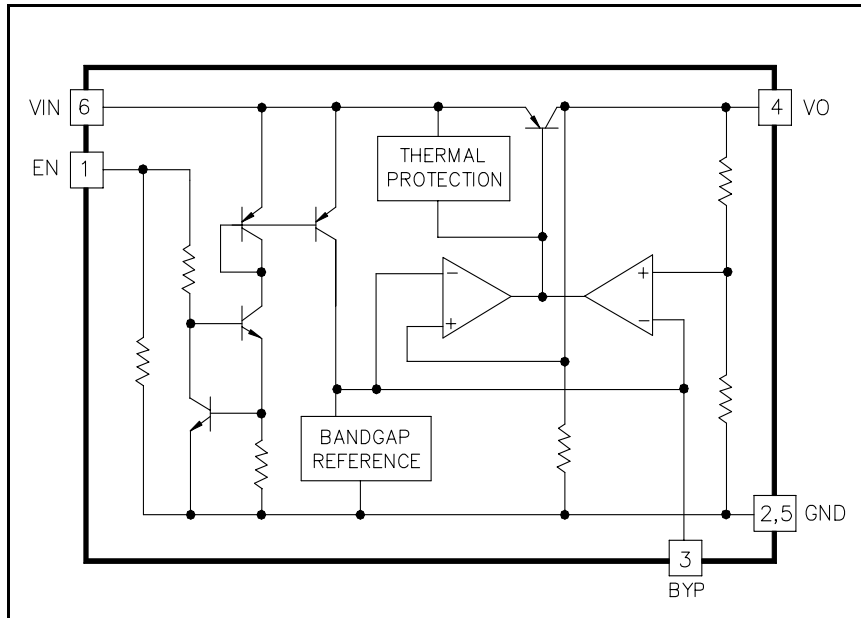 VIN 6
4 VO
EN 1
THERMAL
PROTECTION
− +
+ −
BANDGAP
REFERENCE
2,5 GND
3
BYP